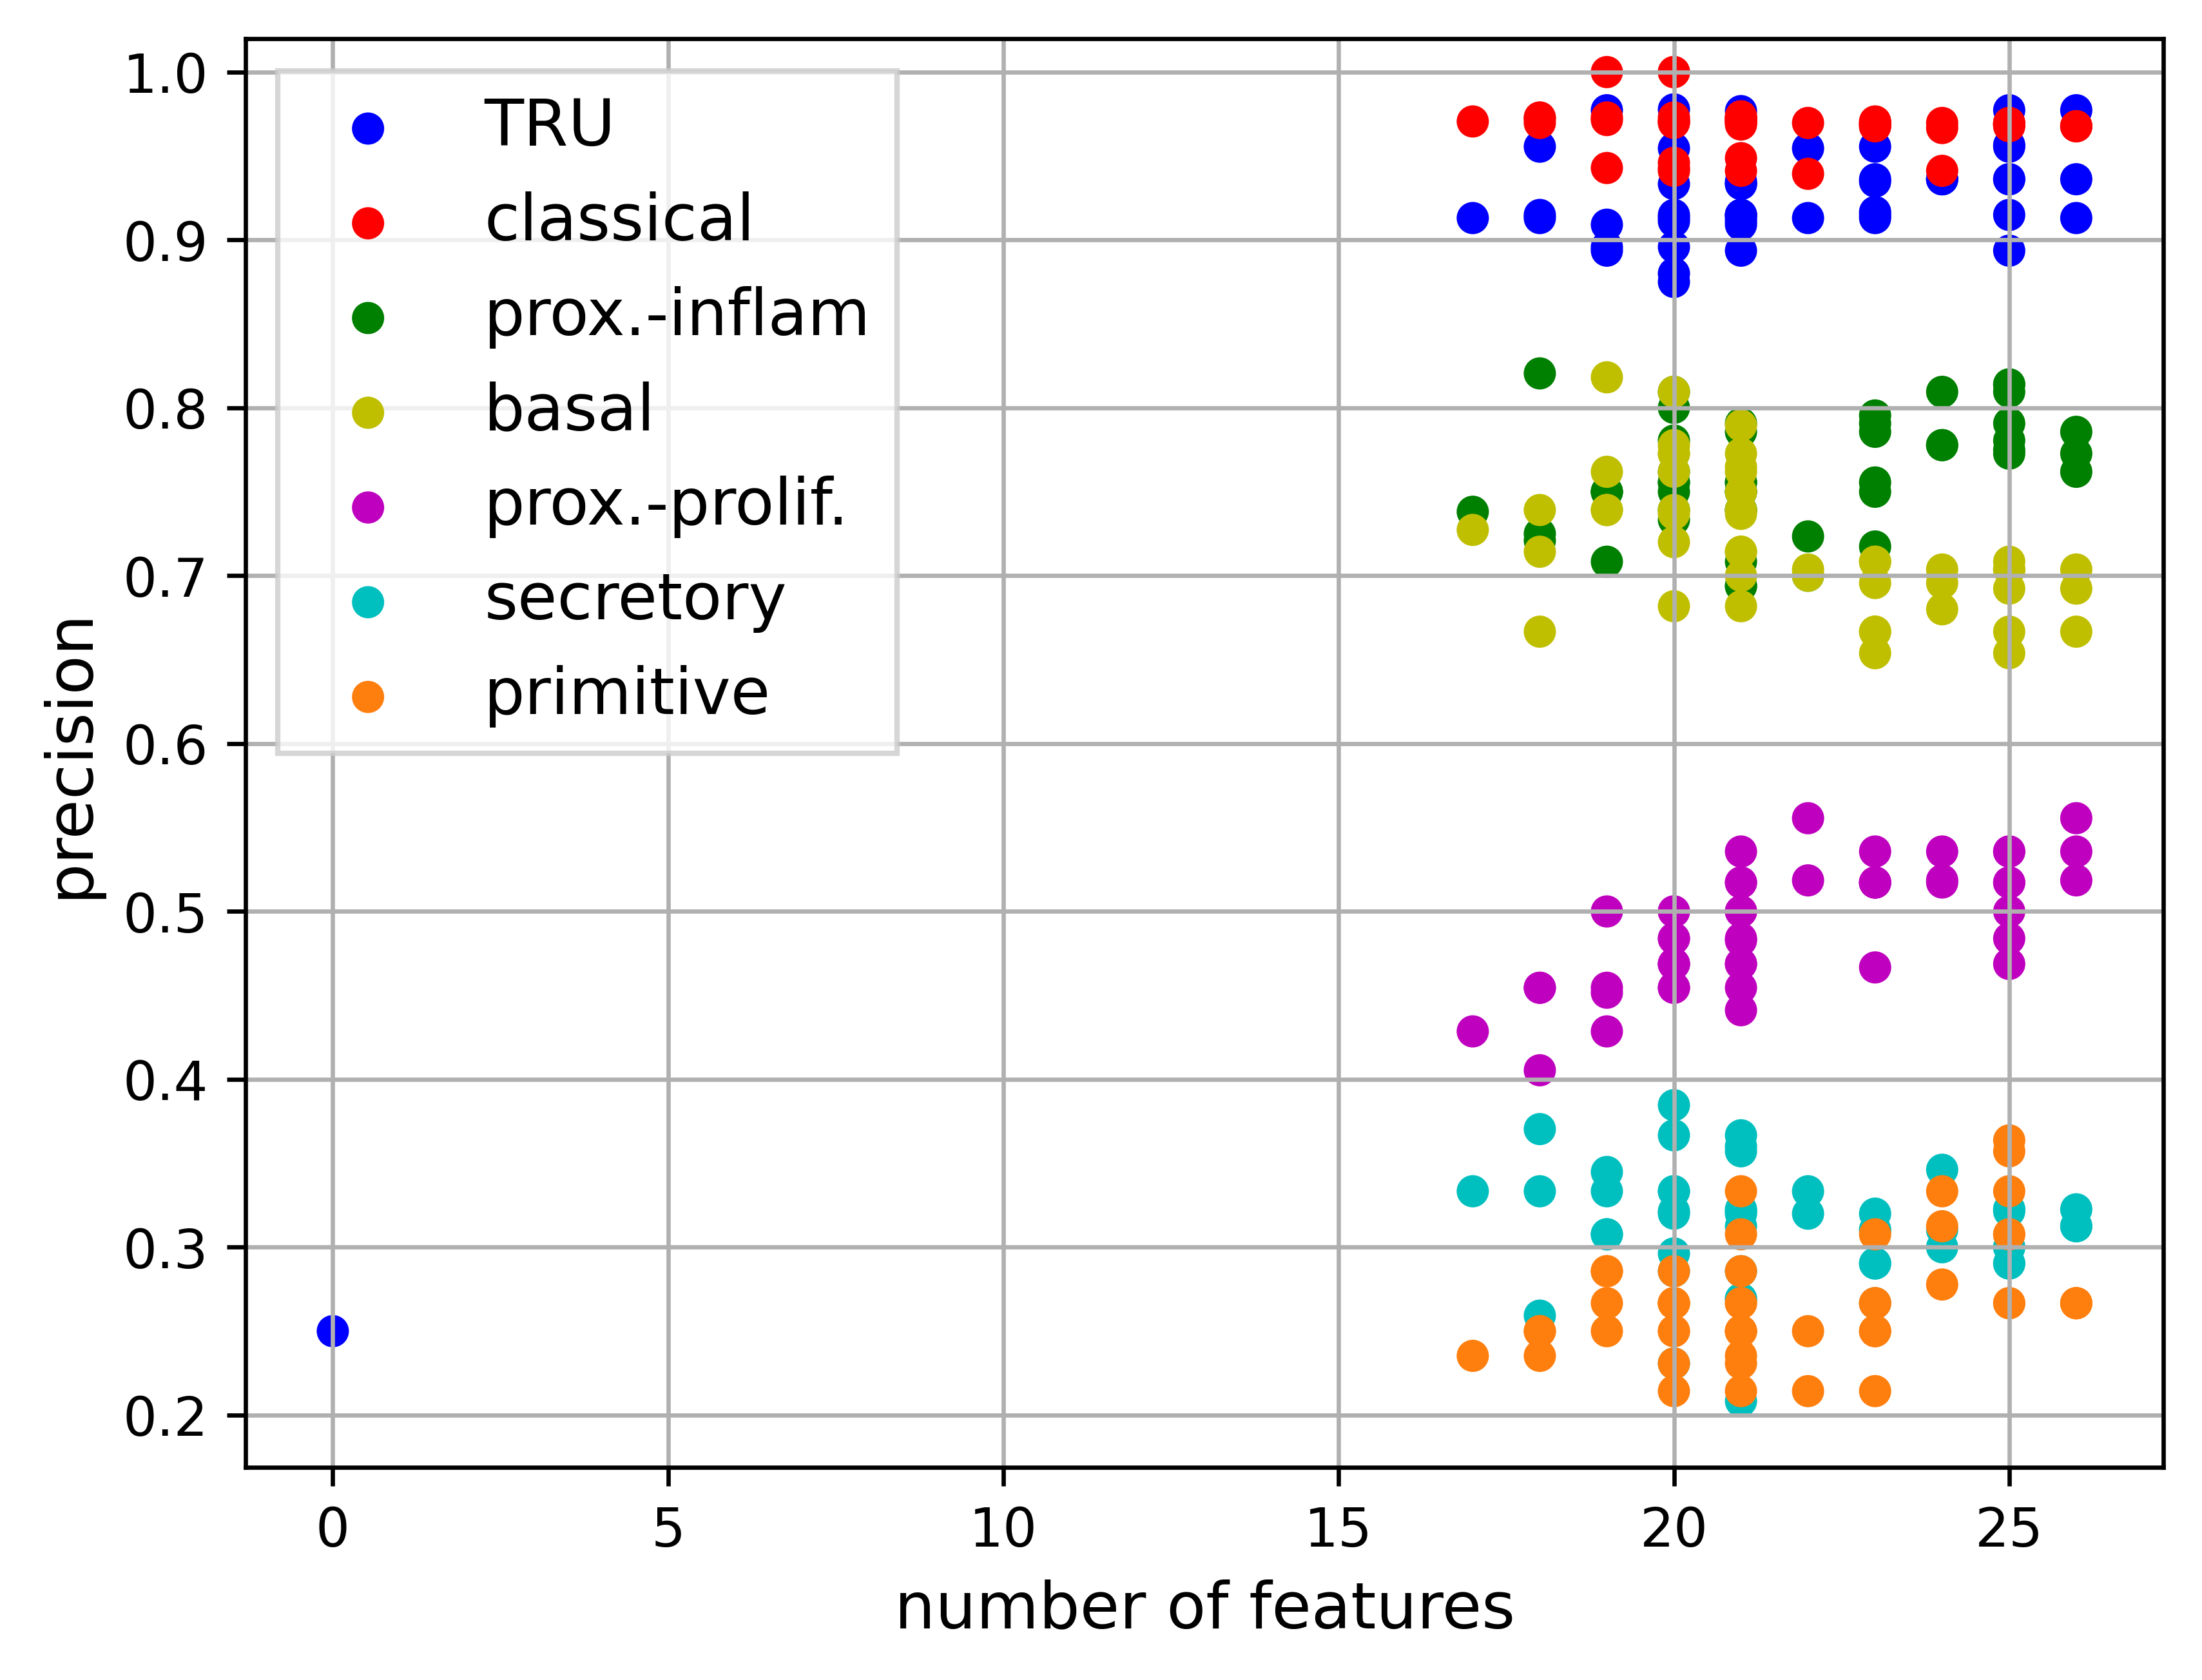 1.0
0.9
0.8
0.7
0.6
0.5
0.4
0.3
0.2
precision
TRU
classical
prox.-inflam
basal
prox.-prolif.
secretory
primitive
0 5 10 15 20 25
number of features